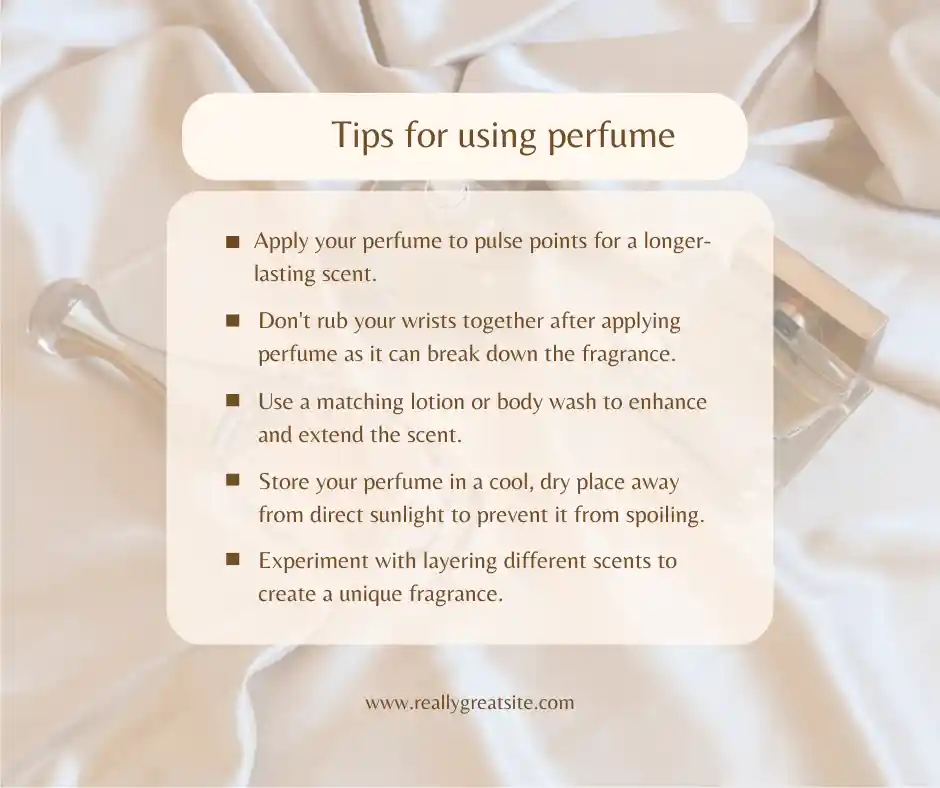 Tips for using perfume
■ Apply your perfume to pulse points for a longer-
lasting scent.
■ Don't rub your wrists together after applying
perfume as it can break down the fragrance.
■ Use a matching lotion or body wash to enhance
and extend the scent.
■ Store your perfume in a cool, dry place away
from direct sunlight to prevent it from spoiling.
■ Experiment with layering different scents to
create a unique fragrance.
www.reallygreatsite.com